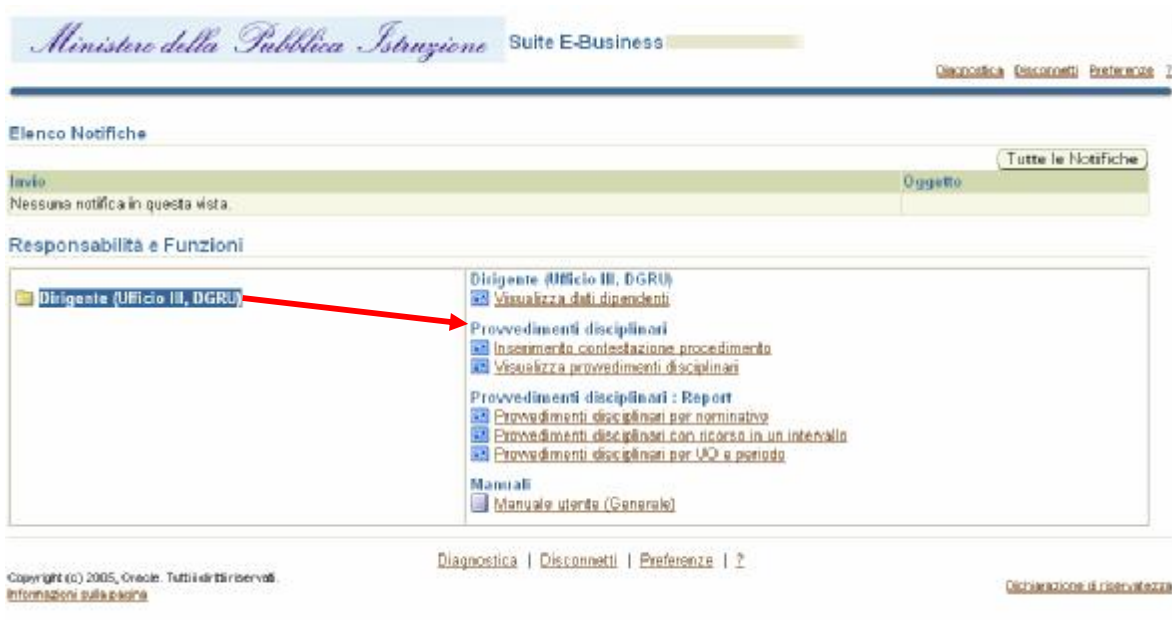 Ministero della Pubblica Istruzione Suite E-Business
Diagnostica Disconnetti Preferenze ?
Elenco Notifiche
Tutte le Notifiche
Invio Oggetto
Nessuna notifica in questa vista.
Responsabilità e Funzioni
Dirigente (Ufficio III, DGRU)
Dirigente (Ufficio III, DGRU)
Visualizza dati dipendenti
Provvedimenti disciplinari
Inserimento contestazione procedimento
Visualizza provvedimenti disciplinari
Provvedimenti disciplinari : Report
Provvedimenti disciplinari per nominativo
Provvedimenti disciplinari con ricorso in un intervallo
Provvedimenti disciplinari per UO e periodo
Manuali
Manuale utente (Generale)
Diagnostica | Disconnetti | Preferenze | ?
Copyright (c) 2005, Oracle. Tutti i diritti riservati.
Informazioni sulla pagina
Dichiarazione di riservatezza